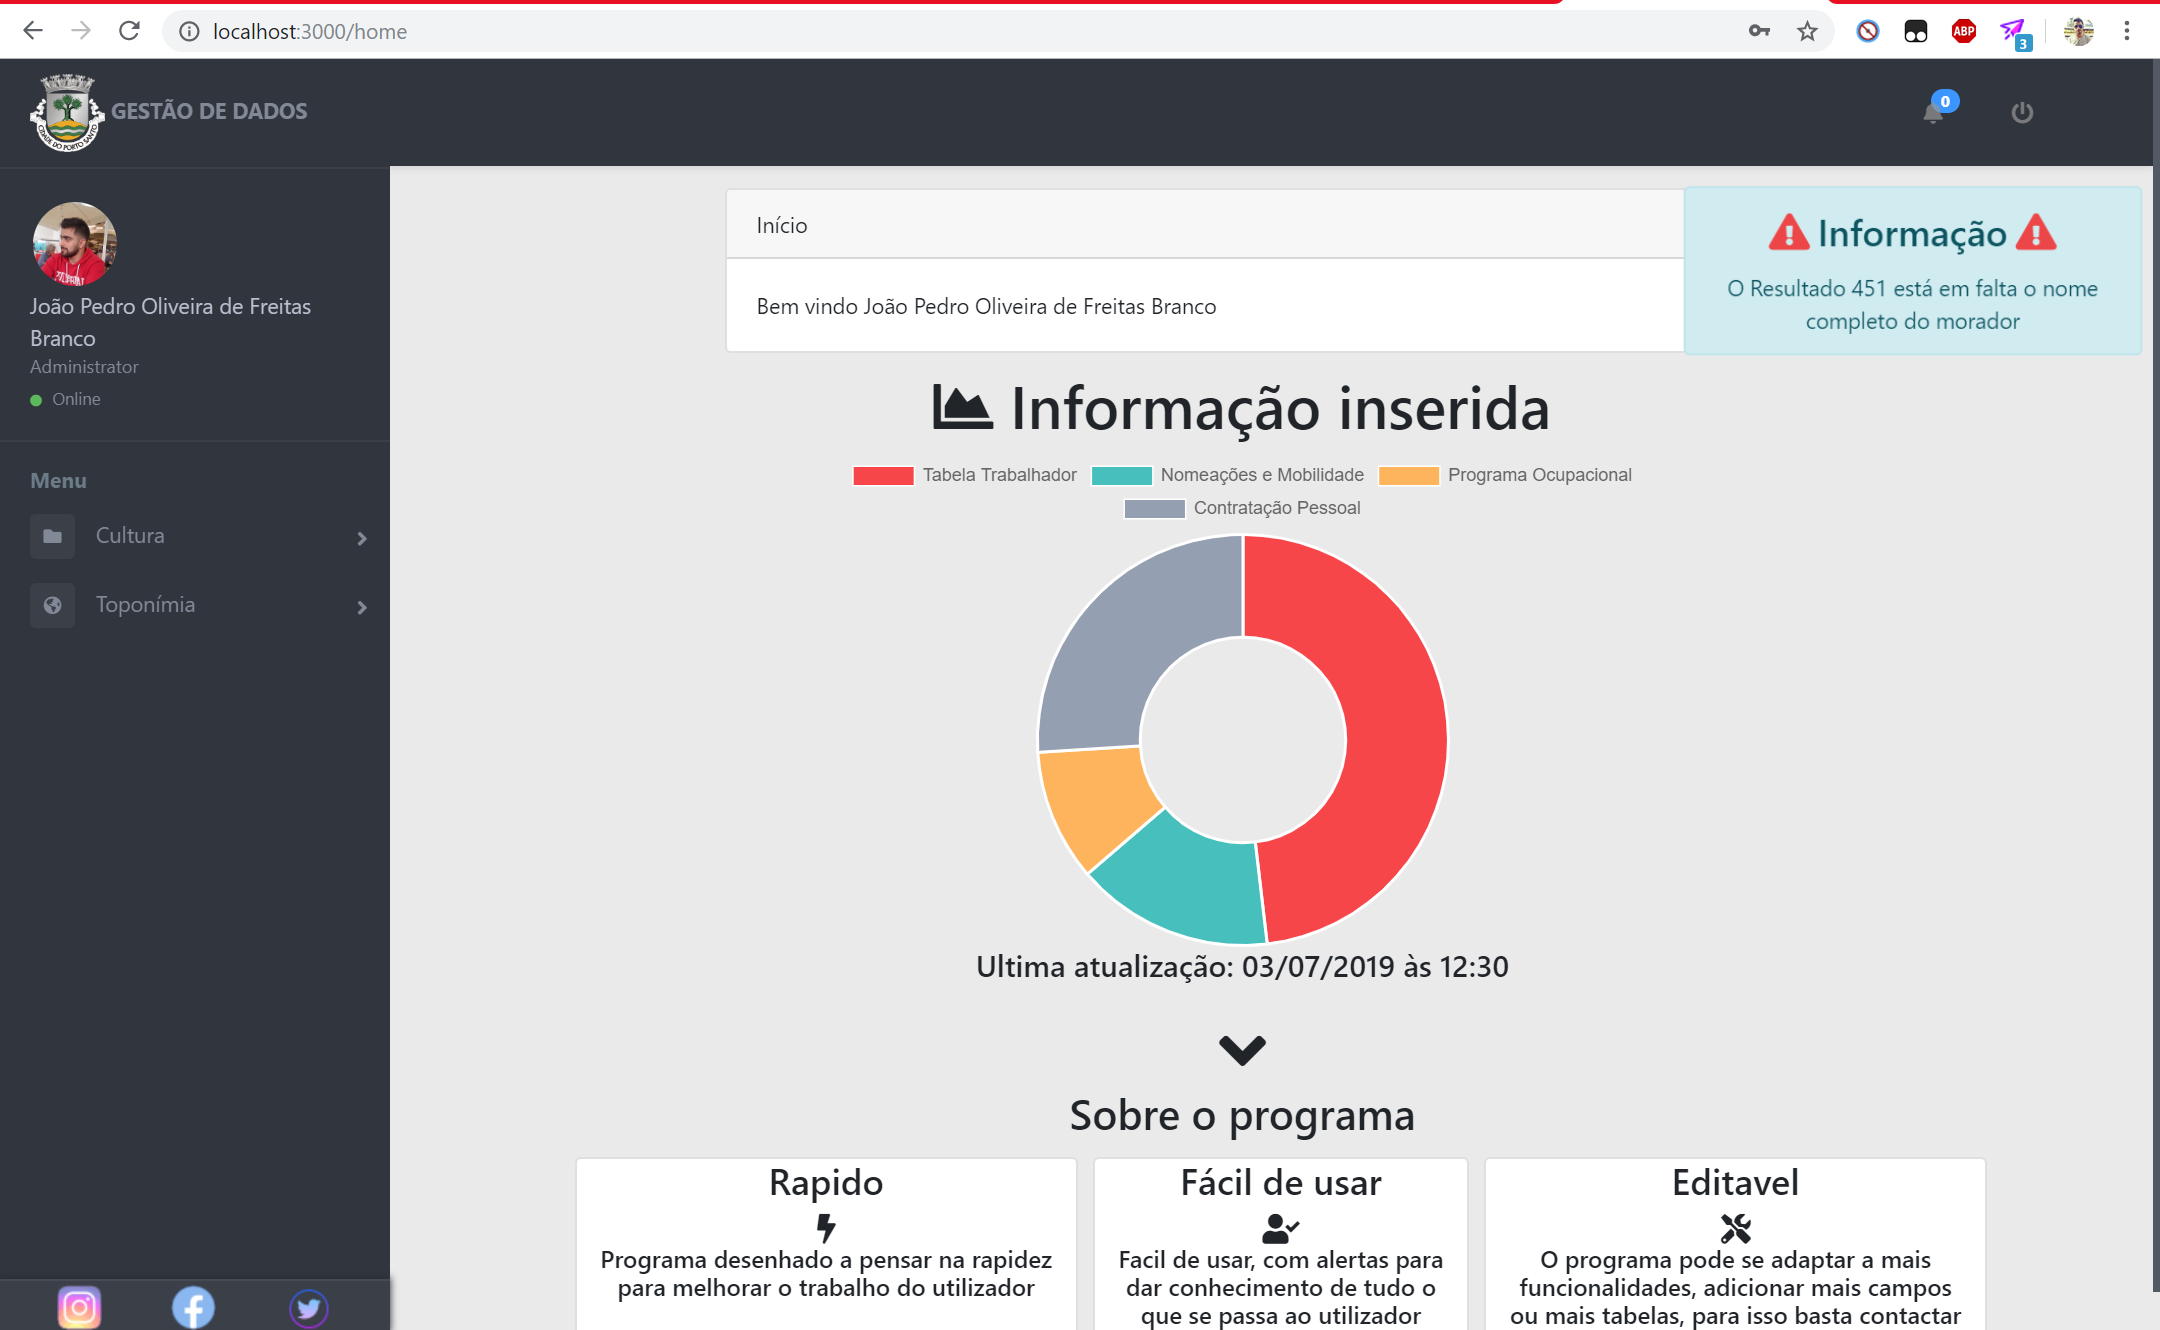 localhost:3000/home
ABP
3
CIDADE DO PORTO SANTO
GESTÃO DE DADOS
0
João Pedro Oliveira de Freitas
Branco
Administrator
Online
Menu
Cultura
Toponímia
Início
Bem vindo João Pedro Oliveira de Freitas Branco
Informação
O Resultado 451 está em falta o nome
completo do morador
Informação inserida
Tabela Trabalhador
Nomeações e Mobilidade
Programa Ocupacional
Contratação Pessoal
Ultima atualização: 03/07/2019 às 12:30
Sobre o programa
Rapido
Programa desenhado a pensar na rapidez
para melhorar o trabalho do utilizador
Fácil de usar
Facil de usar, com alertas para
dar conhecimento de tudo o
que se passa ao utilizador
Editavel
O programa pode se adaptar a mais
funcionalidades, adicionar mais campos
ou mais tabelas, para isso basta contactar